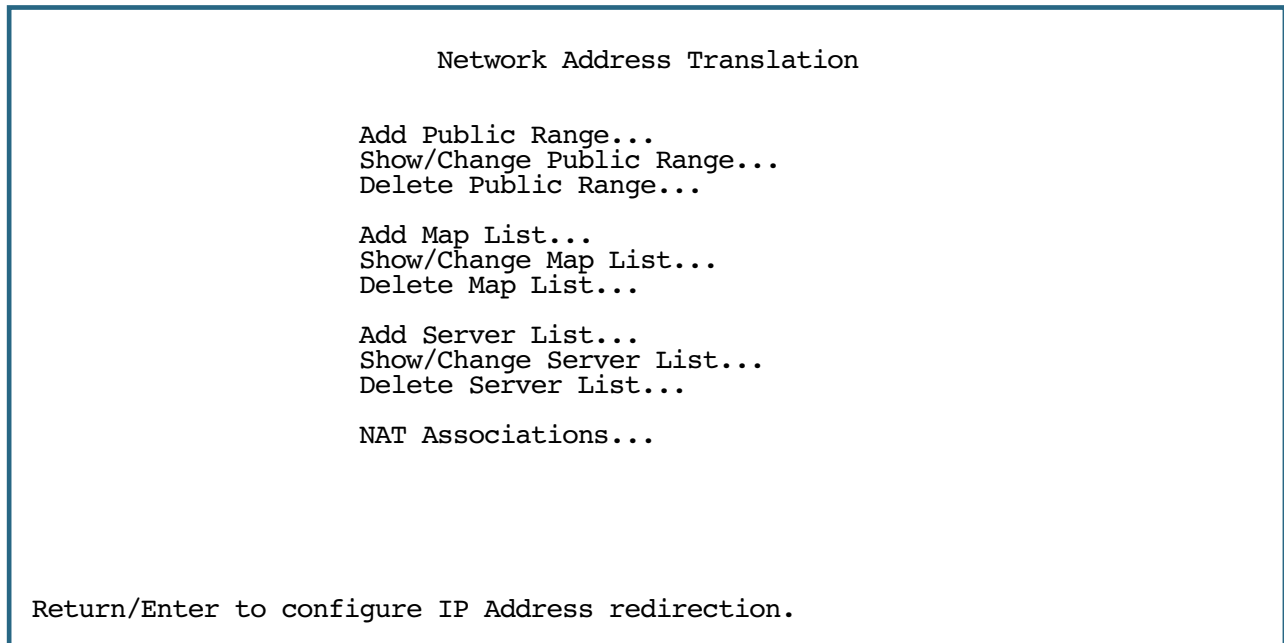 Network Address Translation
Add Public Range...
Show/Change Public Range...
Delete Public Range...
Add Map List...
Show/Change Map List...
Delete Map List...
Add Server List...
Show/Change Server List...
Delete Server List...
NAT Associations...
Return/Enter to configure IP Address redirection.